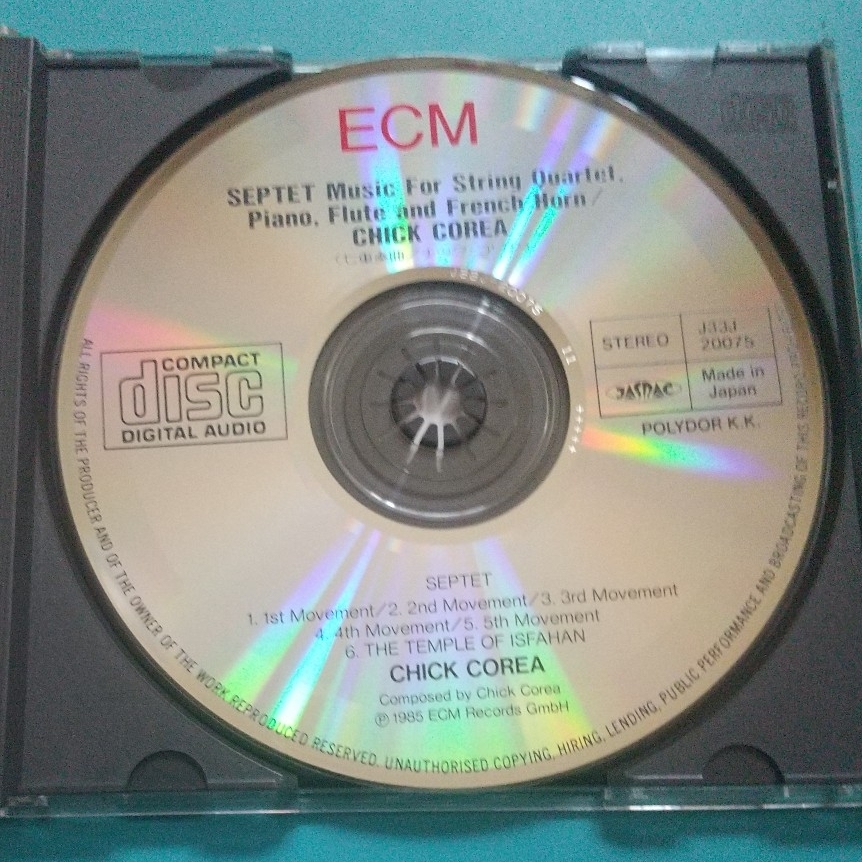 ECM
SEPTET Music For String Quartet,
Piano, Flute and French Horn /
CHICK COREA
20075
11
COMPACT
disc
DIGITAL AUDIO
STEREO
J33J
20075
JASRAC
Made in
Japan
POLYDOR K.K.
SEPTET
1. 1st Movement / 2. 2nd Movement / 3. 3rd Movement
4. 4th Movement / 5. 5th Movement
6. THE TEMPLE OF ISFAHAN
CHICK COREA
Composed by Chick Corea
℗ 1985 ECM Records GmbH
ALL RIGHTS OF THE PRODUCER AND OF THE OWNER OF THE WORK REPRODUCED RESERVED. UNAUTHORISED COPYING, HIRING, LENDING, PUBLIC PERFORMANCE AND BROADCASTING OF THIS RECORD